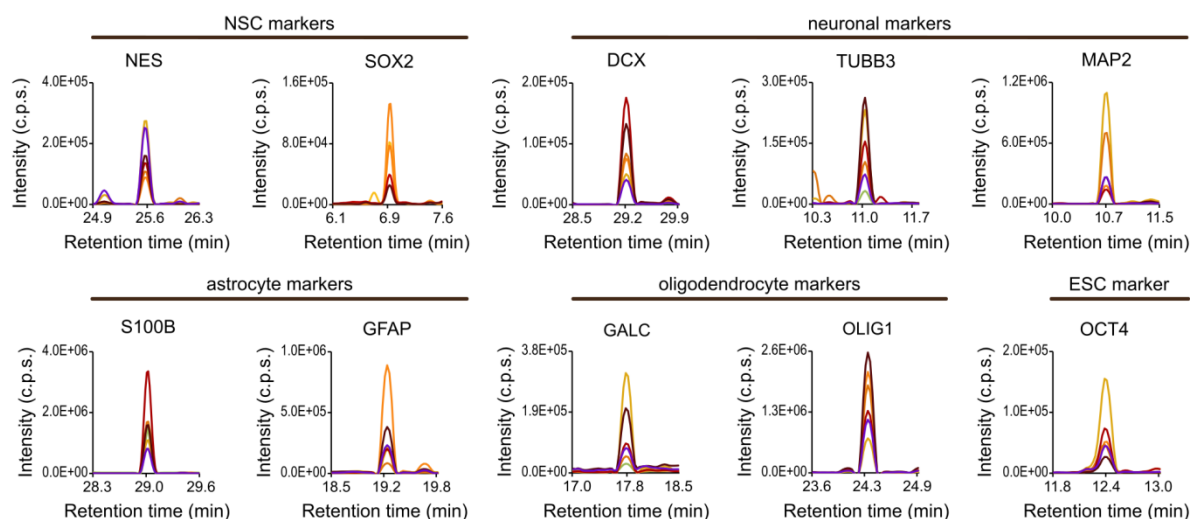 NSC markers
neuronal markers
NES
SOX2
DCX
TUBB3
MAP2
Intensity (c.p.s.)
4.0E+05
2.0E+05
0.0E+00
24.9 25.6 26.3
Retention time (min)
Intensity (c.p.s.)
1.6E+05
8.0E+04
0.0E+00
6.1 6.9 7.6
Retention time (min)
Intensity (c.p.s.)
2.0E+05
1.0E+05
0.0E+00
28.5 29.2 29.9
Retention time (min)
Intensity (c.p.s.)
3.0E+05
1.5E+05
0.0E+00
10.3 11.0 11.7
Retention time (min)
Intensity (c.p.s.)
1.2E+06
6.0E+05
0.0E+00
10.0 10.7 11.5
Retention time (min)
astrocyte markers
oligodendrocyte markers
ESC marker
S100B
GFAP
GALC
OLIG1
OCT4
Intensity (c.p.s.)
4.0E+06
2.0E+06
0.0E+00
28.3 29.0 29.6
Retention time (min)
Intensity (c.p.s.)
1.0E+06
5.0E+05
0.0E+00
18.5 19.2 19.8
Retention time (min)
Intensity (c.p.s.)
3.8E+05
1.9E+05
0.0E+00
17.0 17.8 18.5
Retention time (min)
Intensity (c.p.s.)
2.6E+06
1.3E+06
0.0E+00
23.6 24.3 24.9
Retention time (min)
Intensity (c.p.s.)
2.0E+05
1.0E+05
0.0E+00
11.8 12.4 13.0
Retention time (min)